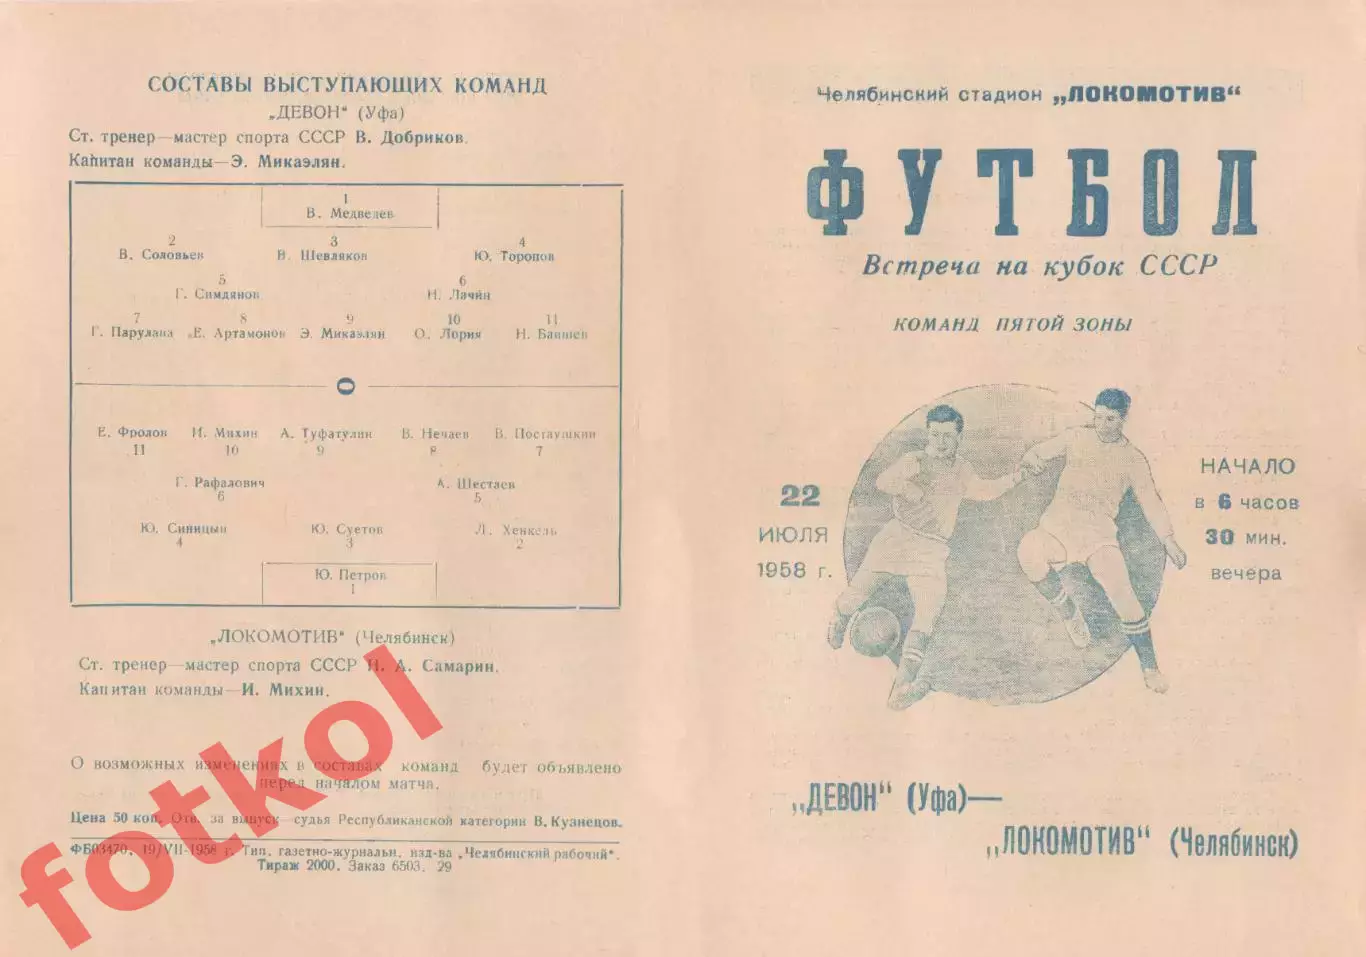 СОСТАВЫ ВЫСТУПАЮЩИХ КОМАНД
„ДЕВОН“ (Уфа)
Ст. тренер—мастер спорта СССР В. Добриков.
Капитан команды—Э. Микаэлян.
1
В. Медведев
2 3 4
В. Соловьев В. Шевляков Ю. Торопов
5 6
Г. Симдянов Н. Лачин
7 8 9 10 11
Г. Парулава Е. Артамонов Э. Микаэлян О. Лория Н. Баишев
О
Е. Фролов И. Михин А. Туфатулин В. Нечаев В. Постаушкин
11 10 9 8 7
Г. Рафалович А. Шестаев
6 5
Ю. Синицын Ю. Суетов Л. Хенкель
4 3 2
Ю. Петров
1
„ЛОКОМОТИВ“ (Челябинск)
Ст. тренер—мастер спорта СССР Н. А. Самарин.
Капитан команды—И. Михин.
О возможных изменениях в составах команд будет объявлено
перед началом матча.
Цена 50 коп. Отв. за выпуск—судья Республиканской категории В. Кузнецов.
ФБ03470. 19/VII-1958 г. Тип. газетно-журнальн. изд-ва „Челябинский рабочий“.
Тираж 2000. Заказ 6503. 29
fotkol
Челябинский стадион „ЛОКОМОТИВ“
ФУТБОЛ
Встреча на кубок СССР
КОМАНД ПЯТОЙ ЗОНЫ
22
ИЮЛЯ
1958 г.
НАЧАЛО
в 6 часов
30 мин.
вечера
„ДЕВОН“ (Уфа)—
„ЛОКОМОТИВ“ (Челябинск)